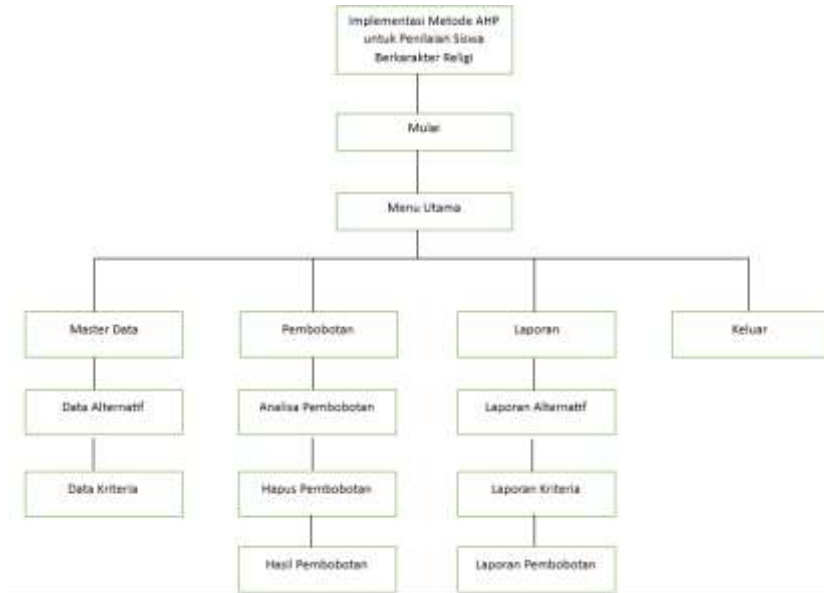 Implementasi Metode AHP
untuk Penilaian Siswa
Berkarakter Religi
Mulai
Menu Utama
Master Data
Pembobotan
Laporan
Keluar
Data Alternatif
Analisa Pembobotan
Laporan Alternatif
Data Kriteria
Hapus Pembobotan
Laporan Kriteria
Hasil Pembobotan
Laporan Pembobotan